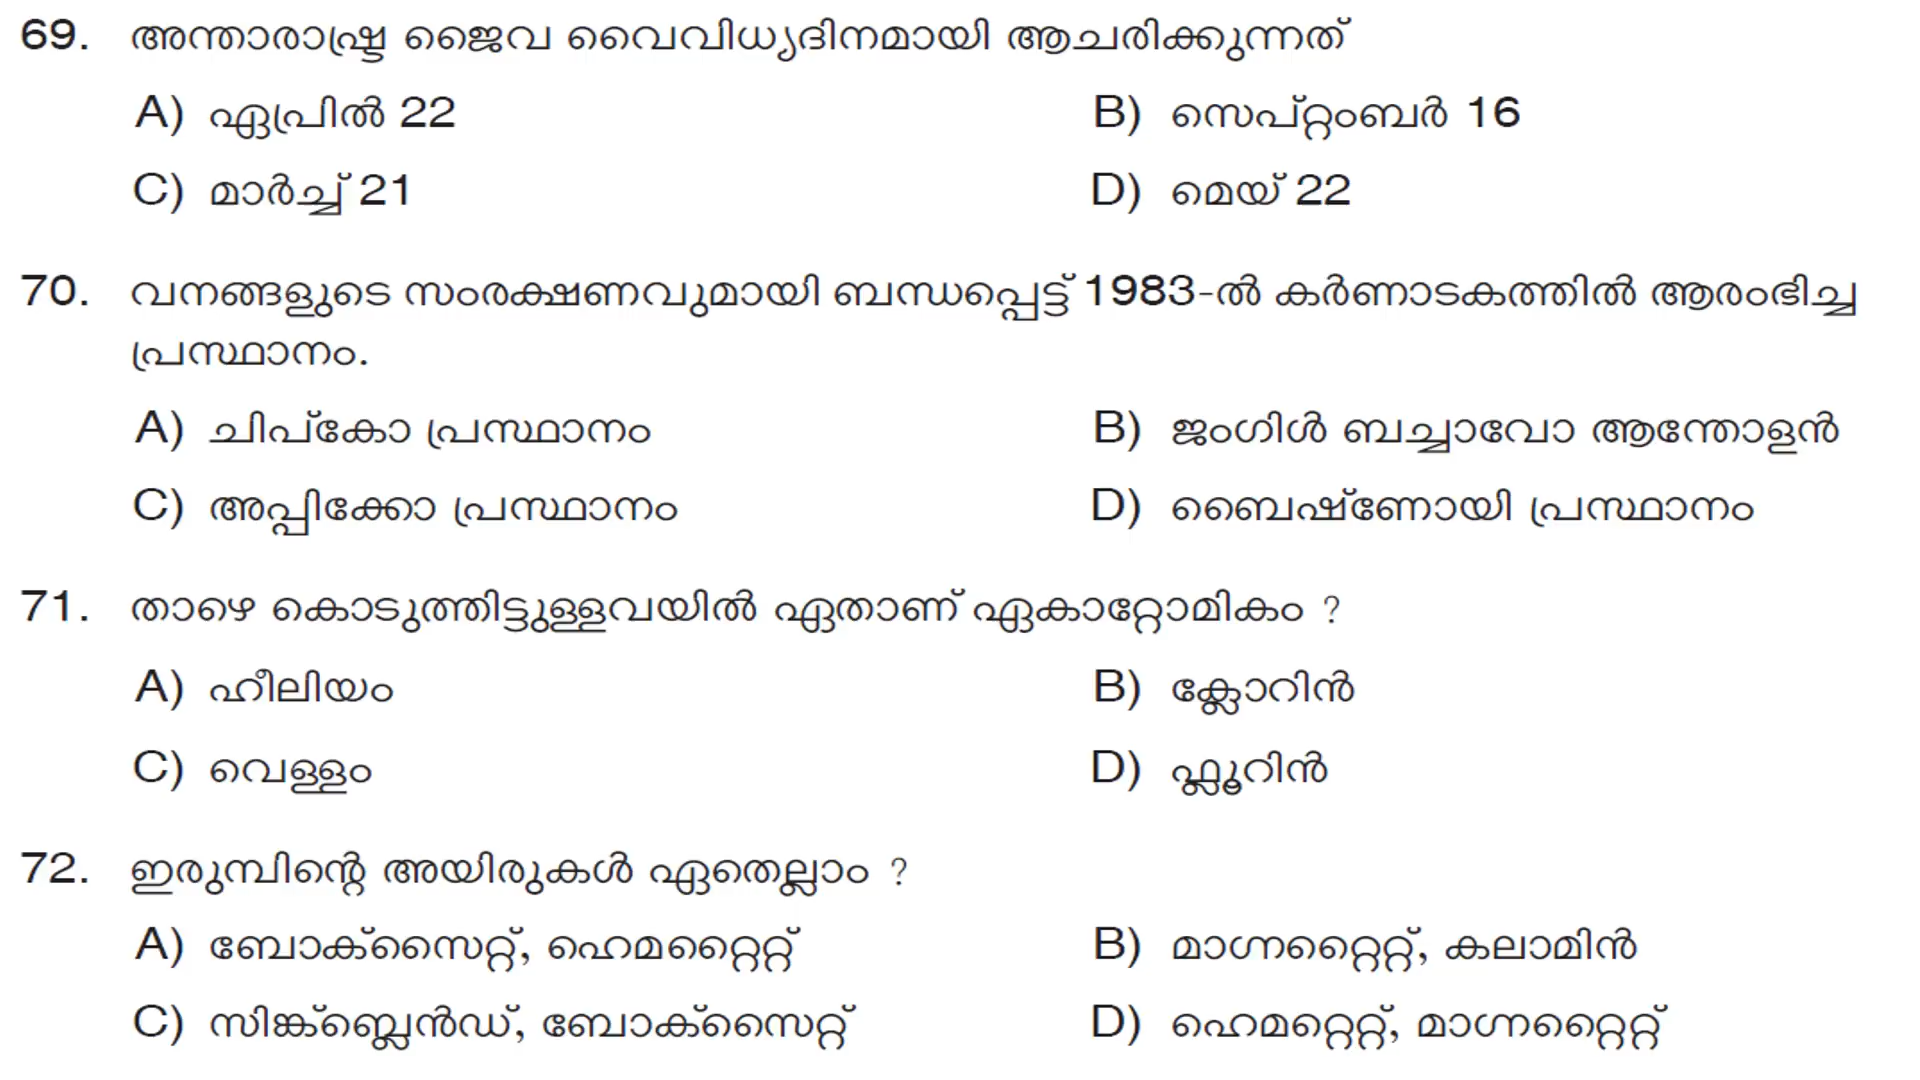 69. അന്താരാഷ്ട്ര ജൈവ വൈവിധ്യദിനമായി ആചരിക്കുന്നത്
A) ഏപ്രിൽ 22 B) സെപ്റ്റംബർ 16
C) മാർച്ച് 21 D) മെയ് 22
70. വനങ്ങളുടെ സംരക്ഷണവുമായി ബന്ധപ്പെട്ട് 1983-ൽ കർണാടകത്തിൽ ആരംഭിച്ച
പ്രസ്ഥാനം.
A) ചിപ്കോ പ്രസ്ഥാനം B) ജംഗിൾ ബച്ചാവോ ആന്തോളൻ
C) അപ്പിക്കോ പ്രസ്ഥാനം D) ബൈഷ്ണോയി പ്രസ്ഥാനം
71. താഴെ കൊടുത്തിട്ടുള്ളവയിൽ ഏതാണ് ഏകാറ്റോമികം ?
A) ഹീലിയം B) ക്ലോറിൻ
C) വെള്ളം D) ഫ്ലൂറിൻ
72. ഇരുമ്പിന്റെ അയിരുകൾ ഏതെല്ലാം ?
A) ബോക്സൈറ്റ്, ഹെമറ്റൈറ്റ് B) മാഗ്നറ്റൈറ്റ്, കലാമിൻ
C) സിങ്ക്ബ്ലെൻഡ്, ബോക്സൈറ്റ് D) ഹെമറ്റെറ്റ്, മാഗ്നറ്റൈറ്റ്